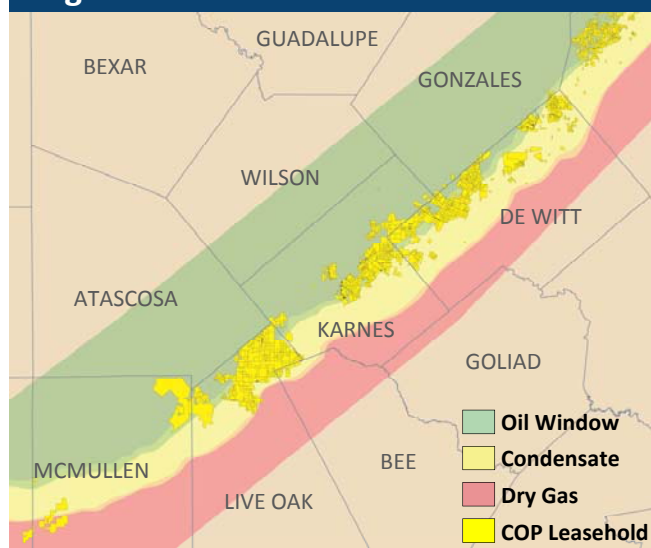 GUADALUPE
BEXAR
GONZALES
WILSON
DE WITT
ATASCOSA
KARNES
GOLIAD
Oil Window
Condensate
BEE
MCMULLEN
Dry Gas
LIVE OAK
COP Leasehold